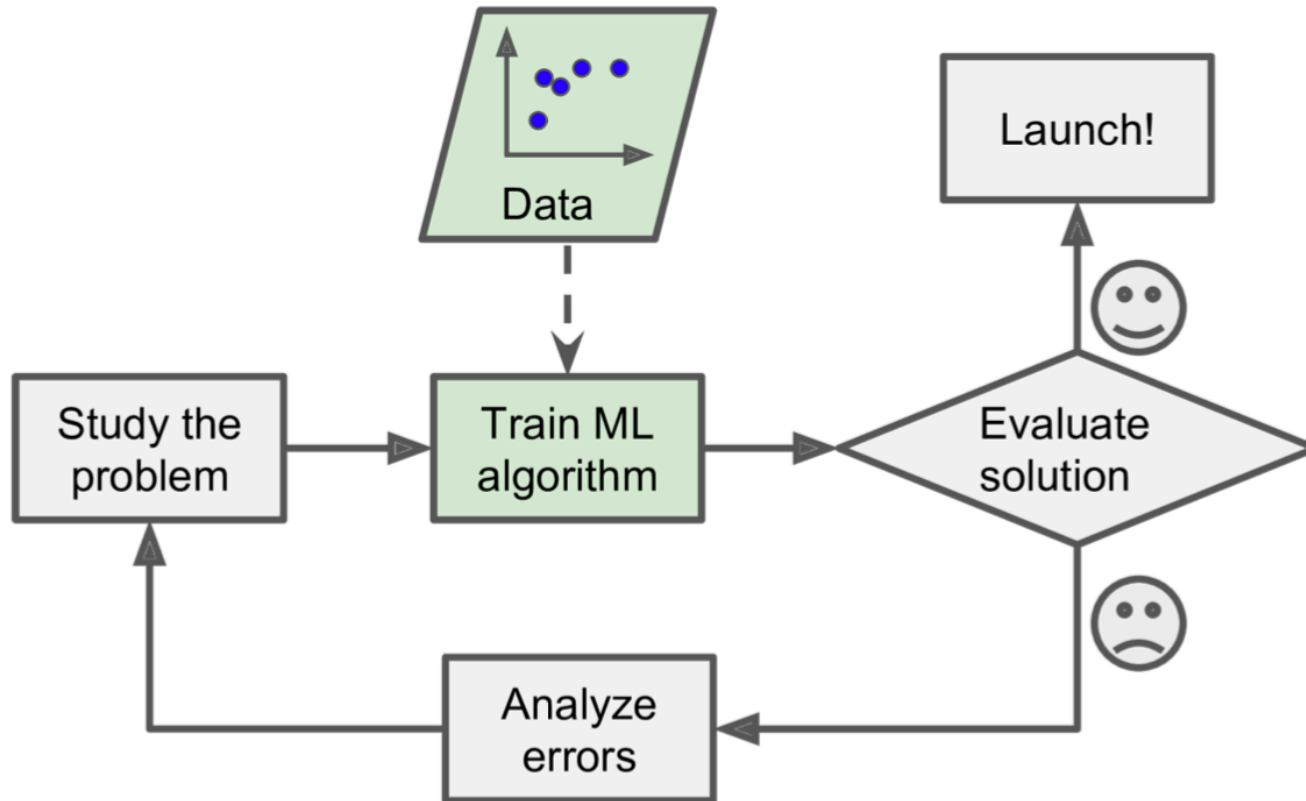 Data
Launch!
Study the
problem
Train ML
algorithm
Evaluate
solution
Analyze
errors